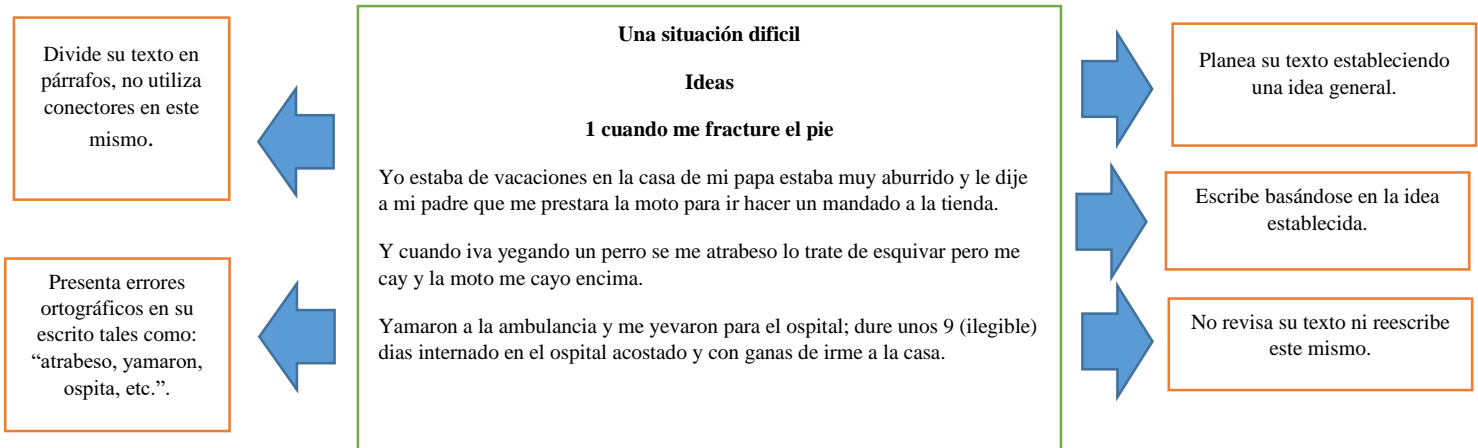 Divide su texto en
párrafos, no utiliza
conectores en este
mismo.
Presenta errores
ortográficos en su
escrito tales como:
“atrabeso, yamaron,
ospita, etc.”.
Una situación dificil
Ideas
1 cuando me fracture el pie
Yo estaba de vacaciones en la casa de mi papa estaba muy aburrido y le dije
a mi padre que me prestara la moto para ir hacer un mandado a la tienda.
Y cuando iva yegando un perro se me atrabeso lo trate de esquivar pero me
cay y la moto me cayo encima.
Yamaron a la ambulancia y me yevaron para el ospital; dure unos 9 (ilegible)
dias internado en el ospital acostado y con ganas de irme a la casa.
Planea su texto estableciendo
una idea general.
Escribe basándose en la idea
establecida.
No revisa su texto ni reescribe
este mismo.